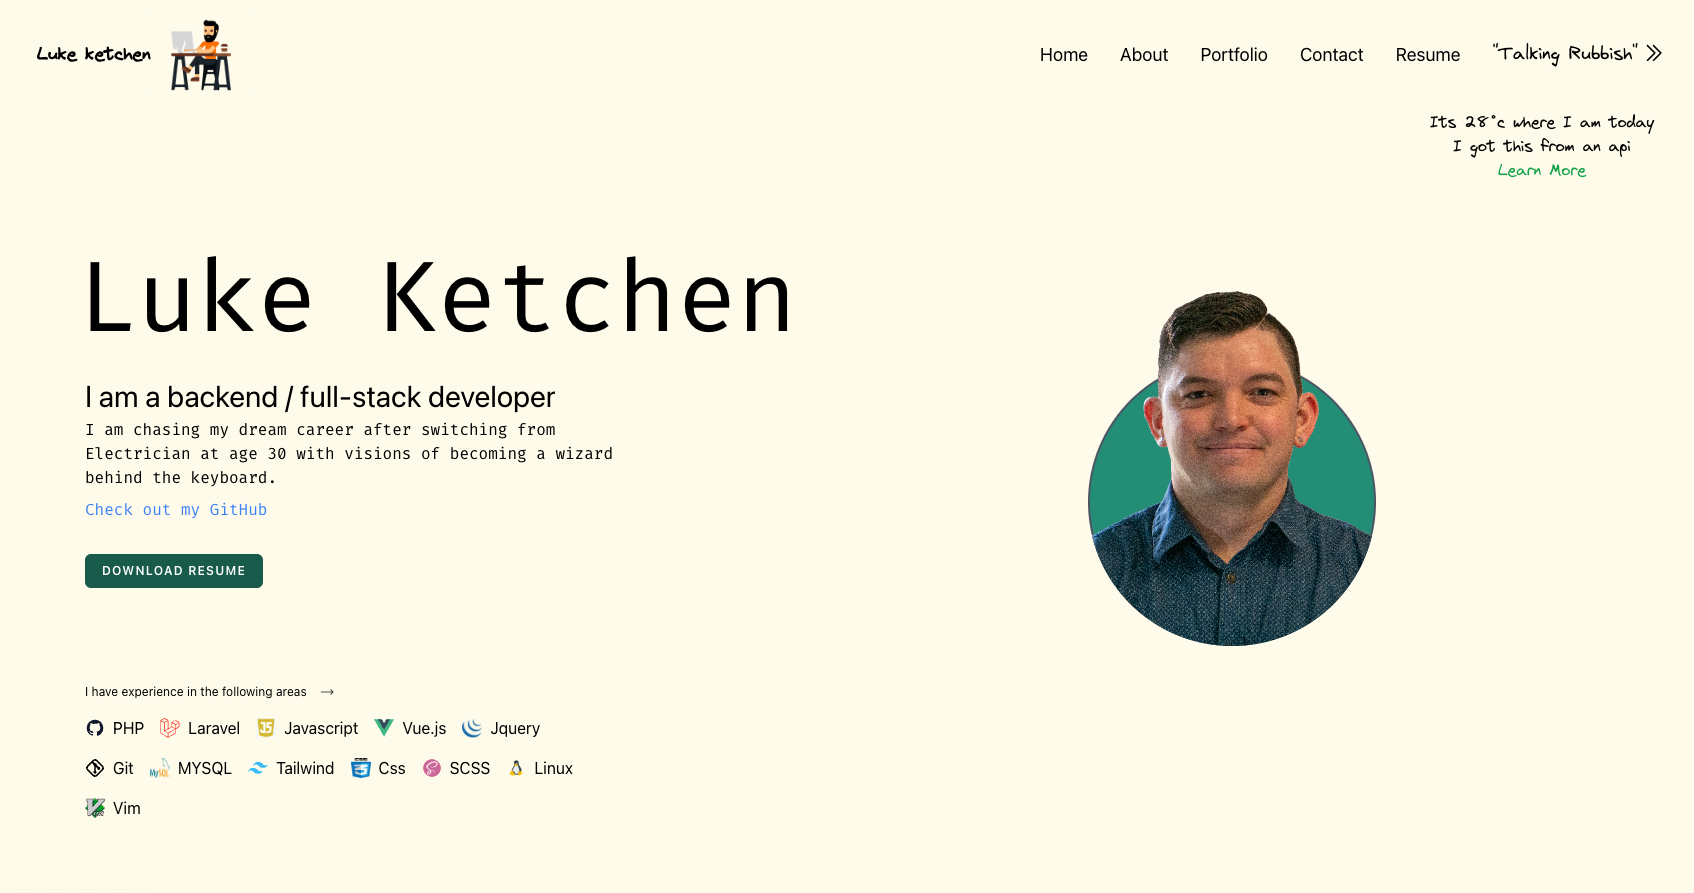 Luke ketchen
Home About Portfolio Contact Resume "Talking Rubbish"
Its 28°c where I am today
I got this from an api
Learn More
Luke Ketchen
I am a backend / full-stack developer
I am chasing my dream career after switching from
Electrician at age 30 with visions of becoming a wizard
behind the keyboard.
Check out my GitHub
DOWNLOAD RESUME
I have experience in the following areas →
PHP Laravel JS Javascript Vue.js Jquery
Git MySQL MYSQL Tailwind Css SCSS Linux
Vim